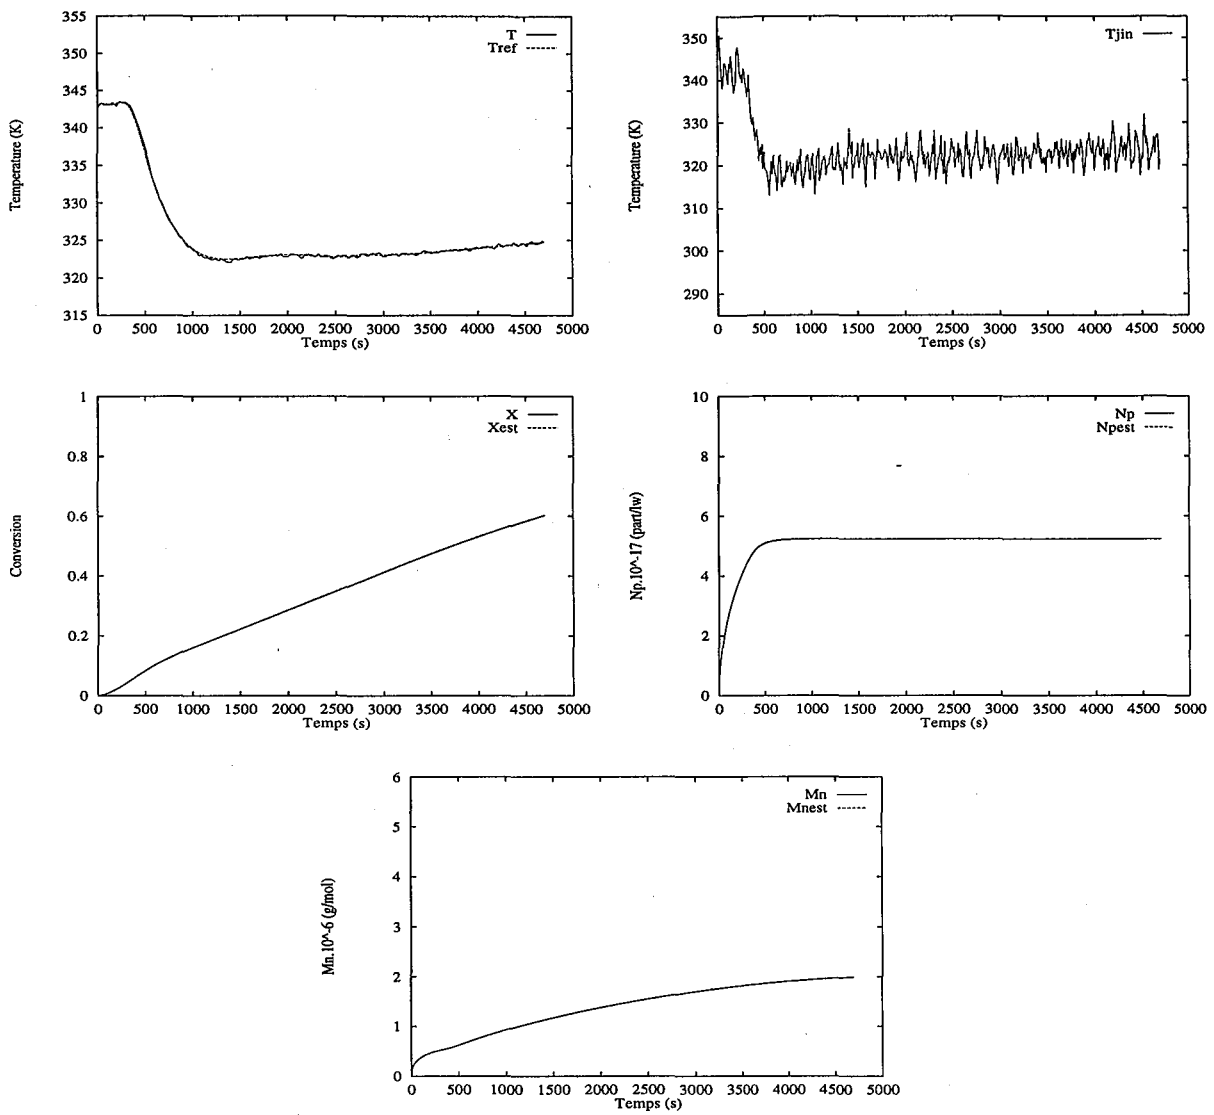 355
350
345
340
335
330
325
320
315
Temperature (K)
T
Tref
0 500 1000 1500 2000 2500 3000 3500 4000 4500 5000
Temps (s)
350
340
330
320
310
300
290
Temperature (K)
Tjin
0 500 1000 1500 2000 2500 3000 3500 4000 4500 5000
Temps (s)
1
0.8
0.6
0.4
0.2
0
Conversion
X
Xest
0 500 1000 1500 2000 2500 3000 3500 4000 4500 5000
Temps (s)
10
8
6
4
2
0
Np.10^-17 (part/lw)
Np
Npest
0 500 1000 1500 2000 2500 3000 3500 4000 4500 5000
Temps (s)
6
5
4
3
2
1
0
Mn.10^-6 (g/mol)
Mn
Mnest
0 500 1000 1500 2000 2500 3000 3500 4000 4500 5000
Temps (s)